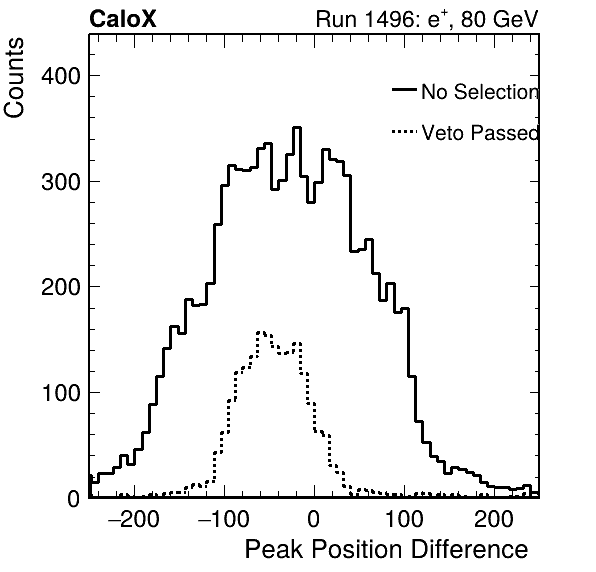 CaloX Run 1496: e⁺, 80 GeV
Counts
400
300
200
100
0
No Selection
Veto Passed
−200 −100 0 100 200
Peak Position Difference